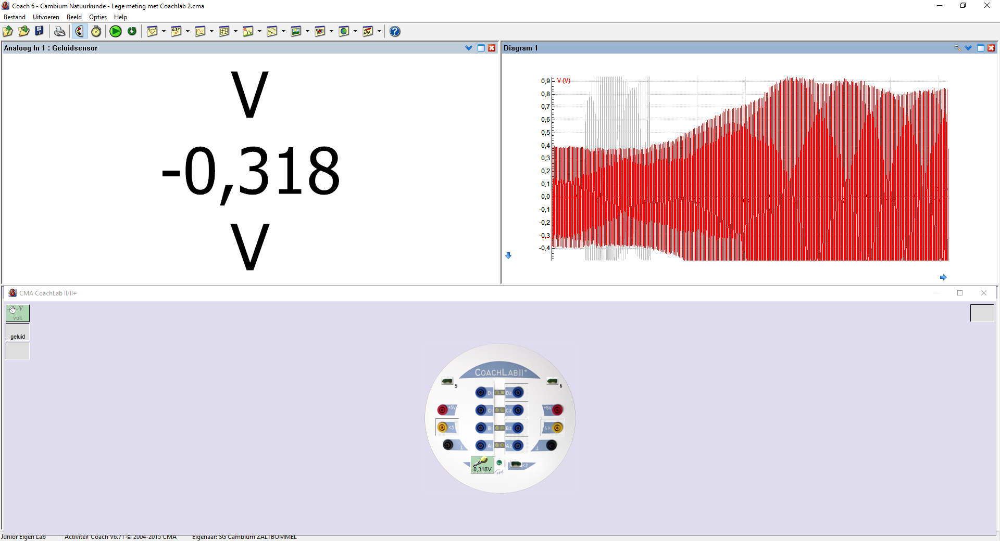 Coach 6 - Cambium Natuurkunde - Lege meting met Coachlab 2.cma
Bestand Uitvoeren Beeld Opties Help
Analoog In 1 : Geluidsensor
V
-0,318
V
Diagram 1
V (V)
0,9
0,8
0,7
0,6
0,5
0,4
0,3
0,2
0,1
0,0
-0,1
-0,2
-0,3
-0,4
CMA CoachLab II/II+
V
volt
geluid
COACHLAB II+
5
6
D1 D2
+5V C1 C2 +5V
<3 B1 B2 4>
A1 A2
-0,318V
<2
Junior Eigen Lab Activiteit Coach V6.71 © 2004-2015 CMA Eigenaar: SG Cambium ZALTBOMMEL